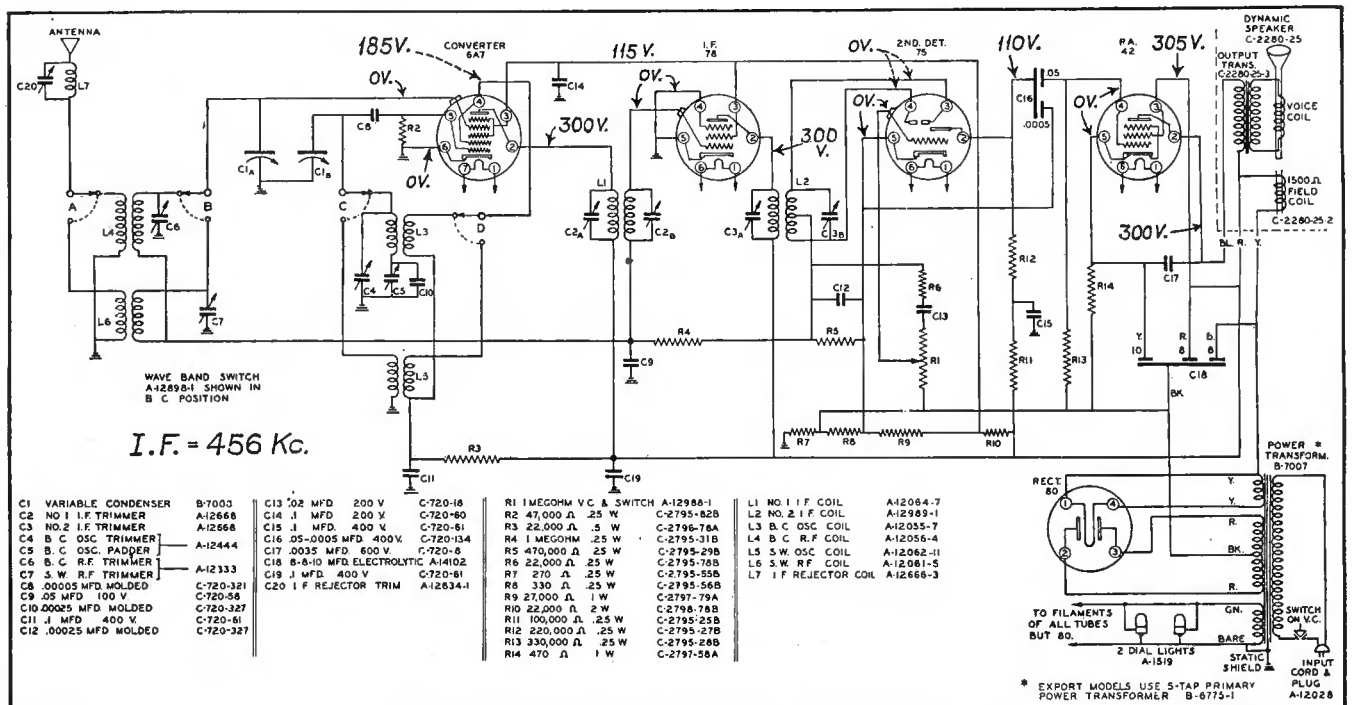 ANTENNA
C20
L7
185V.
CONVERTER
6A7
0V.
C8
R2
C1A
C1B
0V.
300V.
115V.
I.F.
78
0V.
C14
0V.
2ND. DET.
75
0V.
300
V.
110V.
.05
C16
.0005
P.A.
42
305V.
0V.
300V.
DYNAMIC
SPEAKER
C-2280-25
OUTPUT
TRANS.
C-2280-25-3
VOICE
COIL
1500Ω
FIELD
COIL
C-2280-25-2
BL. R. Y.
A
L4
C6
B
C
L3
D
C4
C5
C10
L6
C7
L5
L1
C2A
C2B
C3A
L2
C3B
R4
C9
C12
R5
R6
C13
R1
R12
C15
R11
R13
R14
C17
Y. R. B.
10 8 8
C18
BK
R7
R8
R9
R10
R3
C11
C19
WAVE BAND SWITCH
A-12898-1 SHOWN IN
B C POSITION
I.F. = 456 Kc.
C1 VARIABLE CONDENSER B-7003
C2 NO.1 I.F. TRIMMER A-12668
C3 NO.2 I.F. TRIMMER A-12668
C4 B C OSC TRIMMER
C5 B C OSC. PADDER
A-12444
C6 B. C R.F. TRIMMER
C7 S.W. R.F TRIMMER
A-12333
C8 .00005 MFD. MOLDED C-720-321
C9 .05 MFD 100 V. C-720-58
C10 .00025 MFD. MOLDED C-720-327
C11 .1 MFD 400 V. C-720-61
C12 .00025 MFD MOLDED C-720-327
C13 .02 MFD 200 V C-720-18
C14 .1 MFD 200 V. C-720-60
C15 .1 MFD. 400 V. C-720-61
C16 .05-.0005 MFD. 400V. C-720-134
C17 .0035 MFD. 600 V. C-720-8
C18 8-8-10 MFD. ELECTROLYTIC A-14102
C19 .1 MFD. 400 V C-720-61
C20 I F REJECTOR TRIM A-12634-1
R1 1 MEGOHM V.C & SWITCH A-12988-1
R2 47,000 Ω .25 W C-2795-82B
R3 22,000 Ω .5 W C-2796-78A
R4 1 MEGOHM .25 W C-2795-31B
R5 470,000 Ω .25 W C-2795-29B
R6 22,000 Ω .25 W C-2795-78B
R7 270 Ω .25 W C-2795-55B
R8 330 Ω .25 W C-2795-56B
R9 27,000 Ω 1 W C-2797-79A
R10 22,000 Ω 2 W C-2798-78B
R11 100,000 Ω .25 W C-2795-25B
R12 220,000 Ω .25 W C-2795-27B
R13 330,000 Ω .25 W C-2795-28B
R14 470 Ω 1 W C-2797-58A
L1 NO.1 I F COIL A-12064-7
L2 NO.2 I.F COIL A-12989-1
L3 B. C OSC COIL A-12055-7
L4 B. C R.F COIL A-12056-4
L5 S.W. OSC COIL A-12062-11
L6 S.W. RF COIL A-12061-5
L7 I F REJECTOR COIL A-12666-3
RECT.
80
POWER *
TRANSFORM.
B-7007
Y.
Y.
R.
BK.
R.
GN.
BARE
TO FILAMENTS
OF ALL TUBES
BUT 80.
2 DIAL LIGHTS
A-1519
STATIC
SHIELD
SWITCH
ON V.C.
INPUT
CORD &
PLUG
A-12028
* EXPORT MODELS USE 5-TAP PRIMARY
POWER TRANSFORMER B-6775-1